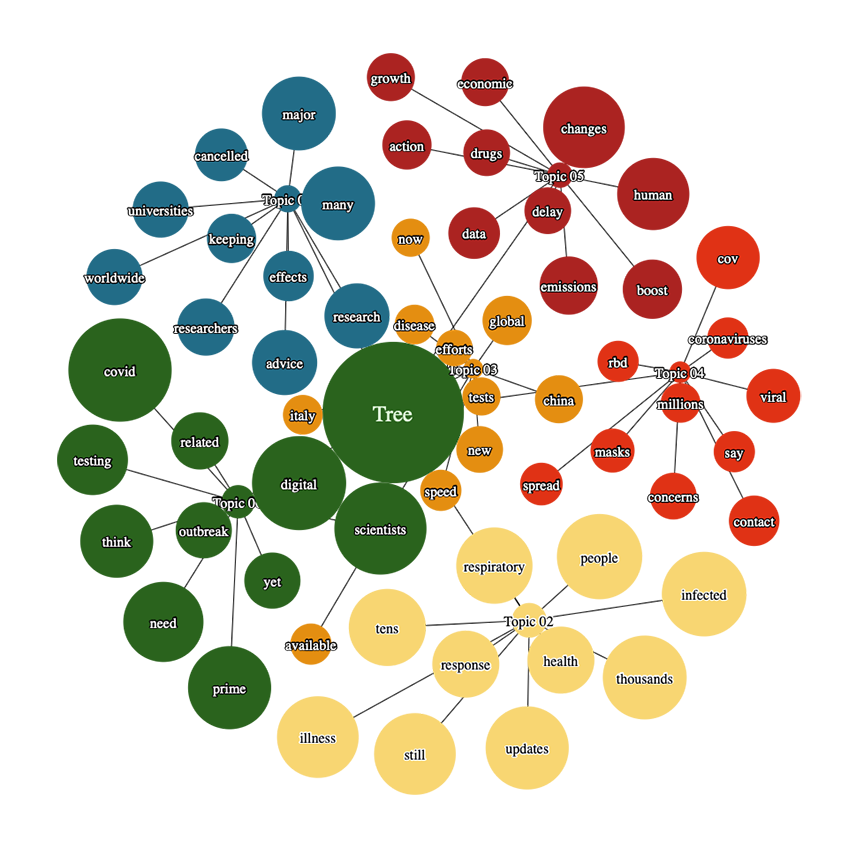 growth
economic
major
changes
cancelled
action
drugs
Topic 05
human
universities
Topic 0
many
keeping
data
delay
now
worldwide
effects
emissions
boost
cov
researchers
research
disease
global
efforts
coronaviruses
advice
covid
Topic 03
rbd
Topic 04
italy
Tree
tests
china
millions
viral
related
testing
new
masks
say
digital
speed
spread
concerns
Topic 0
outbreak
scientists
contact
think
yet
respiratory
people
infected
need
tens
Topic 02
available
response
health
thousands
prime
illness
still
updates